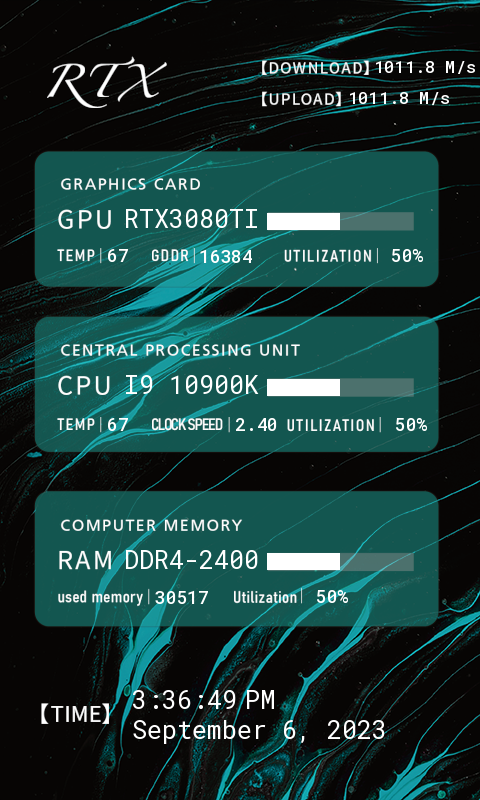 RTX
【DOWNLOAD】1011.8 M/s
【UPLOAD】1011.8 M/s
GRAPHICS CARD
GPU RTX3080TI
TEMP|67 GDDR|16384 UTILIZATION| 50%
CENTRAL PROCESSING UNIT
CPU I9 10900K
TEMP|67 CLOCK SPEED|2.40 UTILIZATION| 50%
COMPUTER MEMORY
RAM DDR4-2400
used memory|30517 Utilization| 50%
【TIME】 3:36:49 PM
September 6, 2023